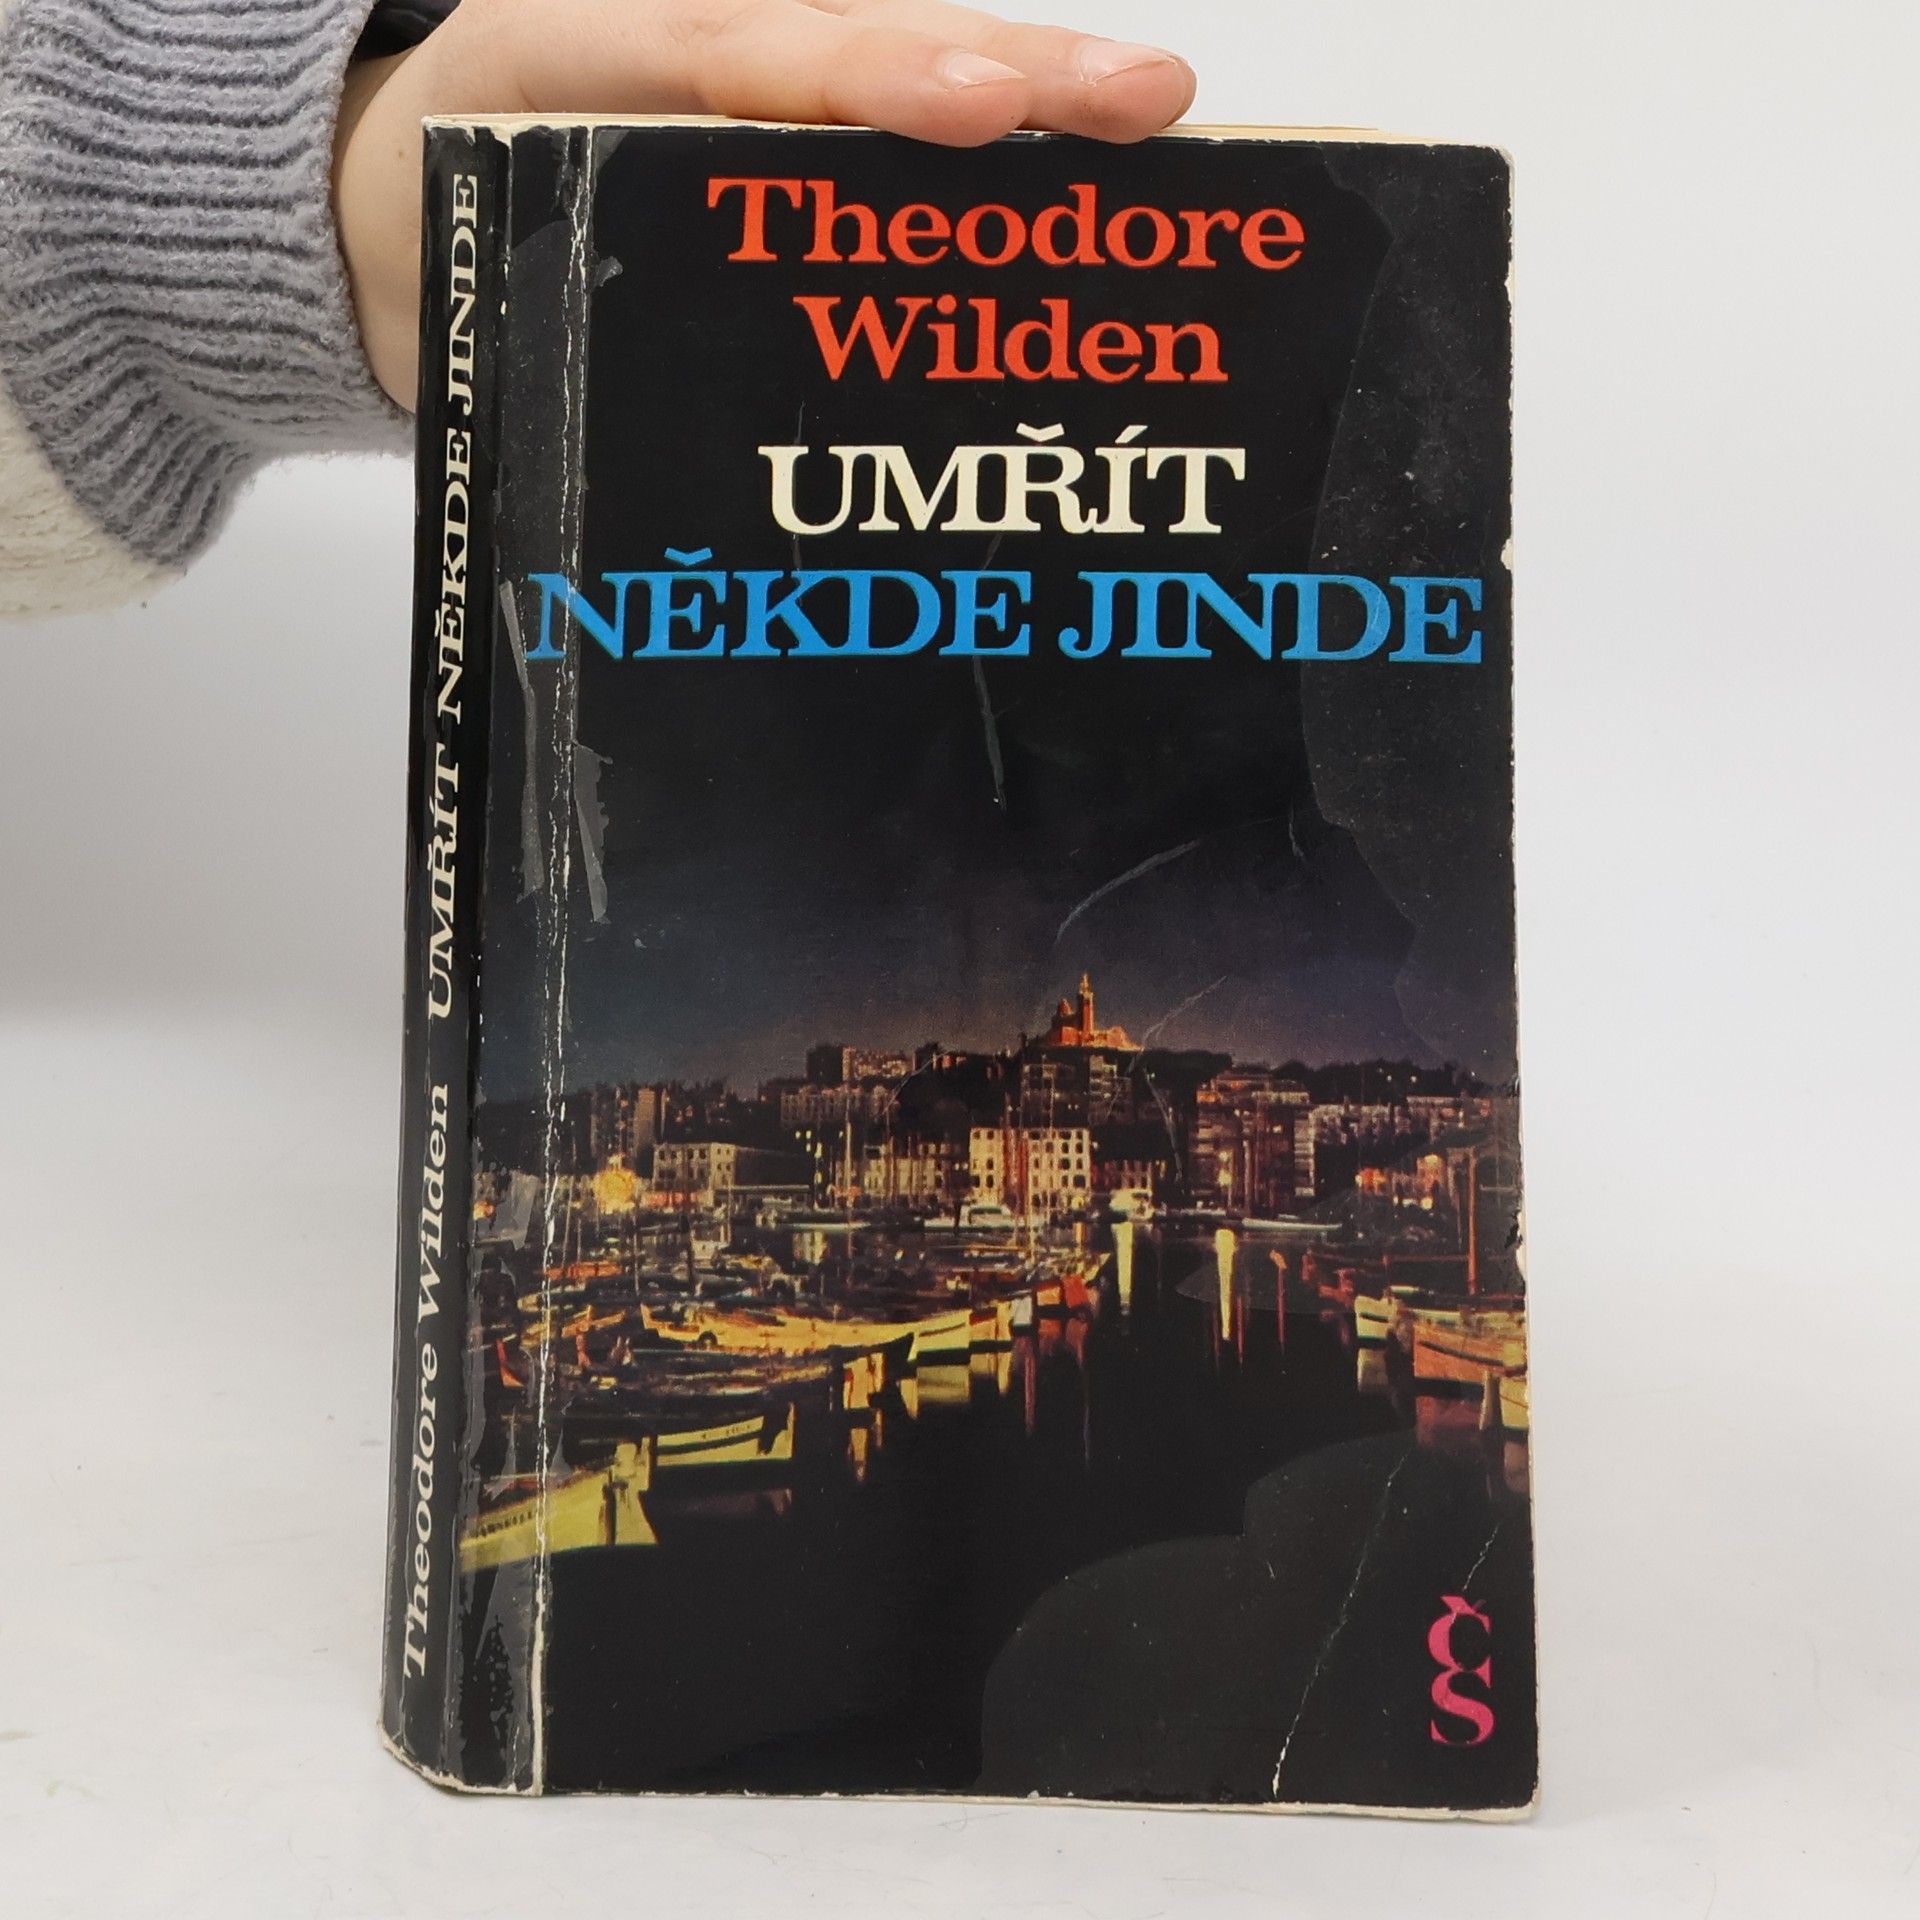 Theodore
Wilden
UMŘÍT
NĚKDE JINDE
Theodore Wilden UMŘÍT NĚKDE JINDE
ČS